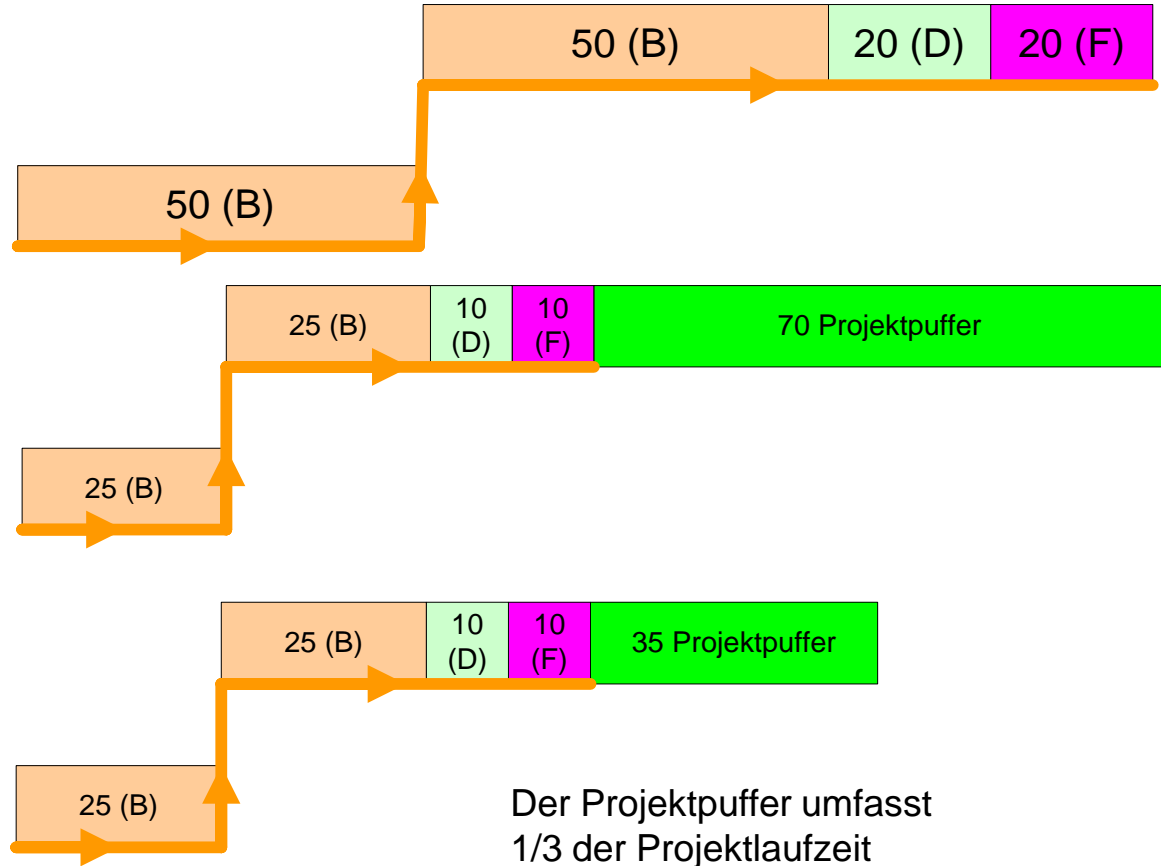 50 (B)
20 (D)
20 (F)
50 (B)
25 (B)
10
(D)
10
(F)
70 Projektpuffer
25 (B)
25 (B)
10
(D)
10
(F)
35 Projektpuffer
25 (B)
Der Projektpuffer umfasst
1/3 der Projektlaufzeit